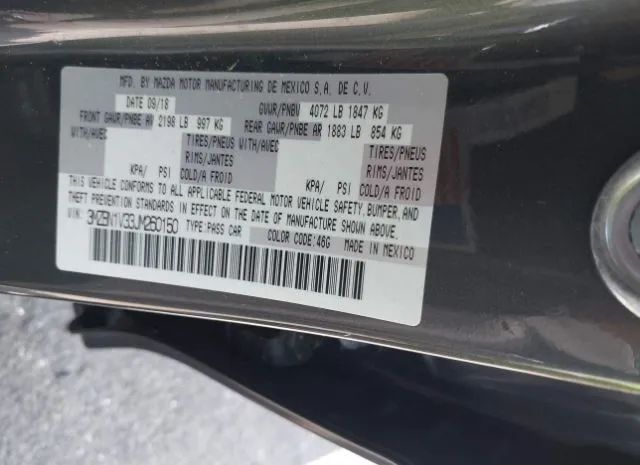 MFD. BY MAZDA MOTOR MANUFACTURING DE MEXICO S.A. DE C.V.
DATE 09/18 GVWR/PNBV 4072 LB 1847 KG
FRONT GAWR/PNBE AR 2198 LB 997 KG REAR GAWR/PNBE AR 1883 LB 854 KG
WITH/AVEC TIRES/PNEUS WITH/AVEC TIRES/PNEUS
RIMS/JANTES RIMS/JANTES
KPA/ PSI COLD/A FROID KPA/ PSI COLD/A FROID
THIS VEHICLE CONFORMS TO ALL APPLICABLE FEDERAL MOTOR VEHICLE SAFETY, BUMPER, AND
THEFT PREVENTION STANDARDS IN EFFECT ON THE DATE OF MANUFACTURE SHOWN ABOVE.
VIN: 3MZBN1V33JM260150 TYPE:PASS CAR COLOR CODE:46G MADE IN MEXICO